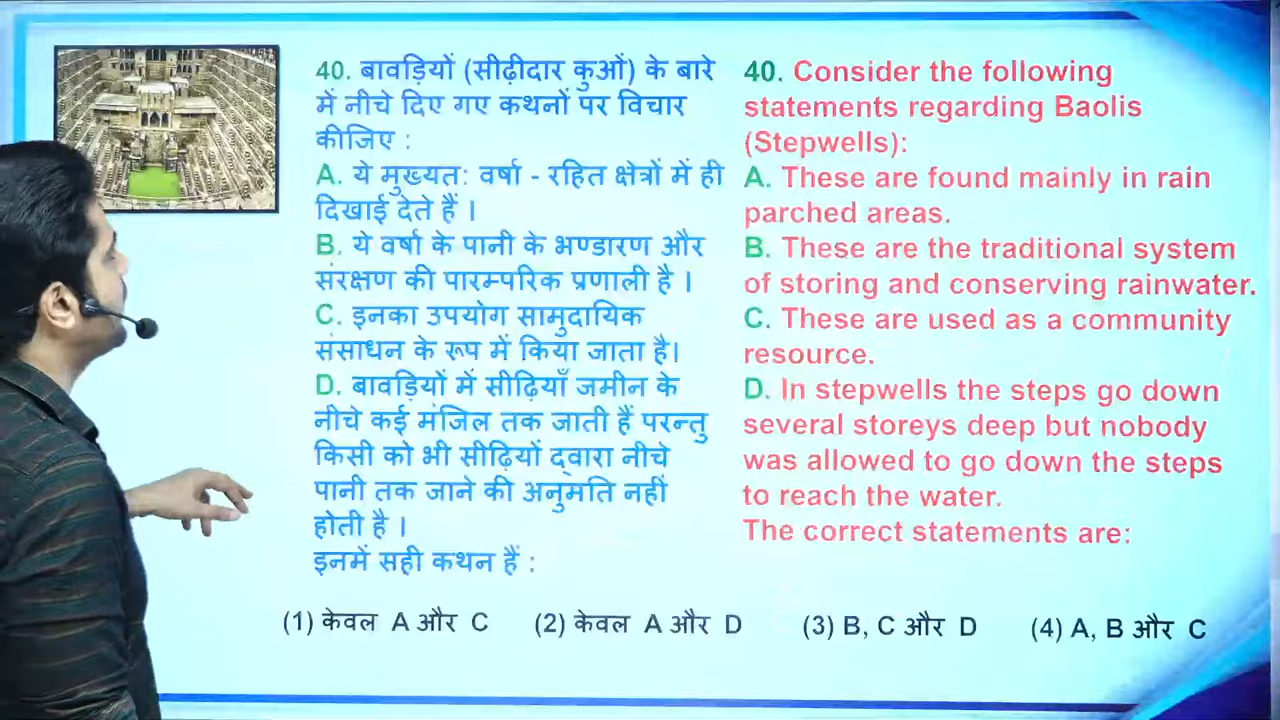 40. बावड़ियों (सीढ़ीदार कुओं) के बारे
में नीचे दिए गए कथनों पर विचार
कीजिए :
A. ये मुख्यत: वर्षा - रहित क्षेत्रों में ही
दिखाई देते हैं ।
B. ये वर्षा के पानी के भण्डारण और
संरक्षण की पारम्परिक प्रणाली है ।
C. इनका उपयोग सामुदायिक
संसाधन के रूप में किया जाता है।
D. बावड़ियों में सीढ़ियाँ जमीन के
नीचे कई मंजिल तक जाती हैं परन्तु
किसी को भी सीढ़ियों द्वारा नीचे
पानी तक जाने की अनुमति नहीं
होती है ।
इनमें सही कथन हैं :
40. Consider the following
statements regarding Baolis
(Stepwells):
A. These are found mainly in rain
parched areas.
B. These are the traditional system
of storing and conserving rainwater.
C. These are used as a community
resource.
D. In stepwells the steps go down
several storeys deep but nobody
was allowed to go down the steps
to reach the water.
The correct statements are:
(1) केवल A और C (2) केवल A और D (3) B, C और D (4) A, B और C